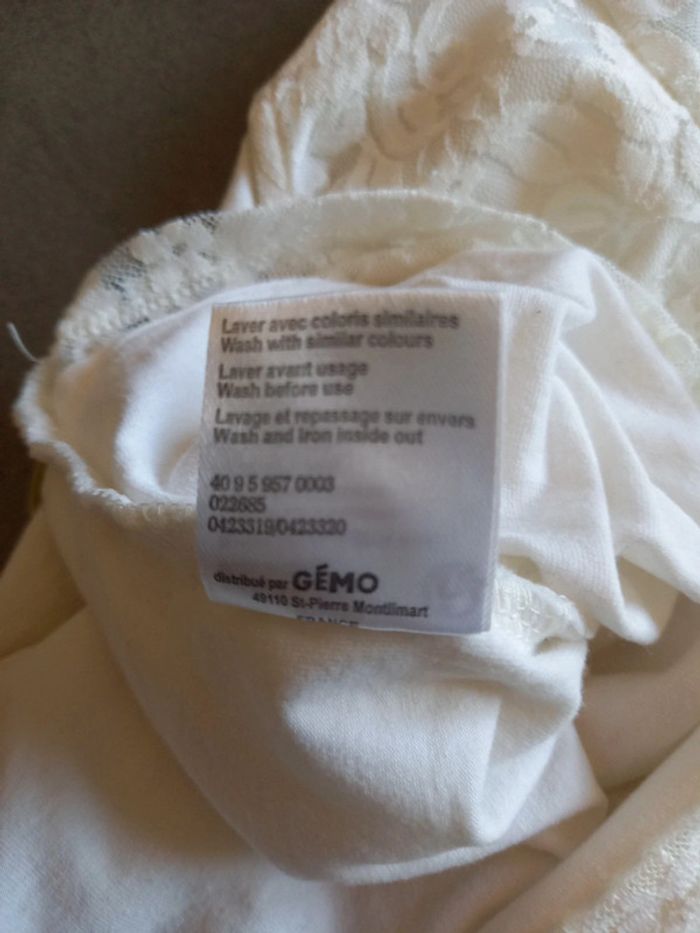 Laver avec coloris similaires
Wash with similar colours
Laver avant usage
Wash before use
Lavage et repassage sur envers
Wash and iron inside out
40 9 5 957 0003
022685
0423319/0423320
distribué par GÉMO
49110 St-Pierre Montlimart
FRANCE